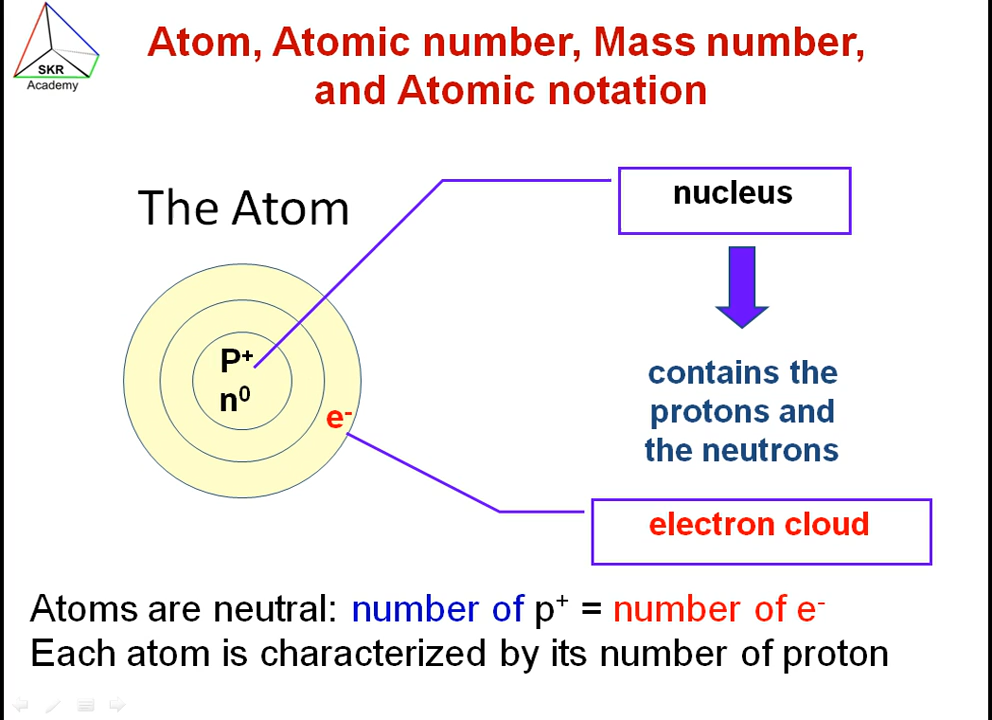 SKR
Academy
Atom, Atomic number, Mass number,
and Atomic notation
The Atom
nucleus
P⁺
n⁰
e⁻
contains the
protons and
the neutrons
electron cloud
Atoms are neutral: number of p⁺ = number of e⁻
Each atom is characterized by its number of proton